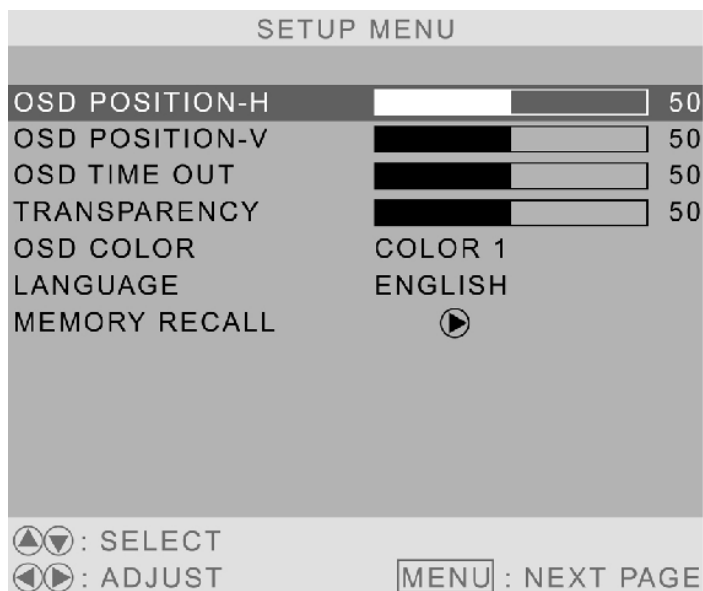 SETUP MENU
OSD POSITION-H 50
OSD POSITION-V 50
OSD TIME OUT 50
TRANSPARENCY 50
OSD COLOR COLOR 1
LANGUAGE ENGLISH
MEMORY RECALL
: SELECT
: ADJUST MENU : NEXT PAGE